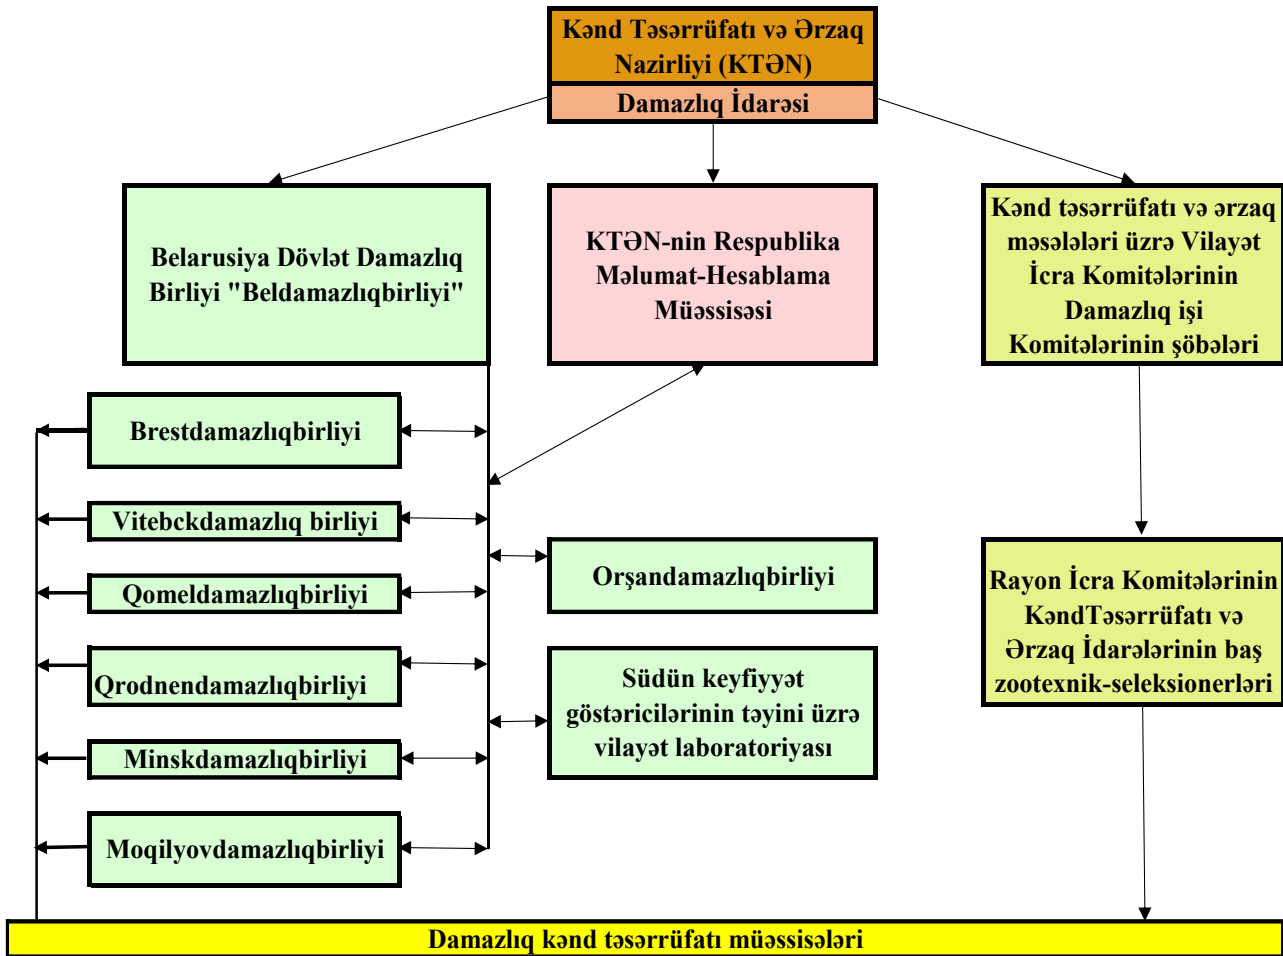 Kənd Təsərrüfatı və Ərzaq
Nazirliyi (KTƏN)
Damazlıq İdarəsi
Belarusiya Dövlət Damazlıq
Birliyi "Beldamazlıqbirliyi"
KTƏN-nin Respublika
Məlumat-Hesablama
Müəssisəsi
Kənd təsərrüfatı və ərzaq
məsələləri üzrə Vilayət
İcra Komitələrinin
Damazlıq işi
Komitələrinin şöbələri
Brestdamazlıqbirliyi
Vitebckdamazlıq birliyi
Qomeldamazlıqbirliyi
Qrodnendamazlıqbirliyi
Minskdamazlıqbirliyi
Moqilyovdamazlıqbirliyi
Orşandamazlıqbirliyi
Südün keyfiyyət
göstəricilərinin təyini üzrə
vilayət laboratoriyası
Rayon İcra Komitələrinin
KəndTəsərrüfatı və
Ərzaq İdarələrinin baş
zootexnik-seleksionerləri
Damazlıq kənd təsərrüfatı müəssisələri